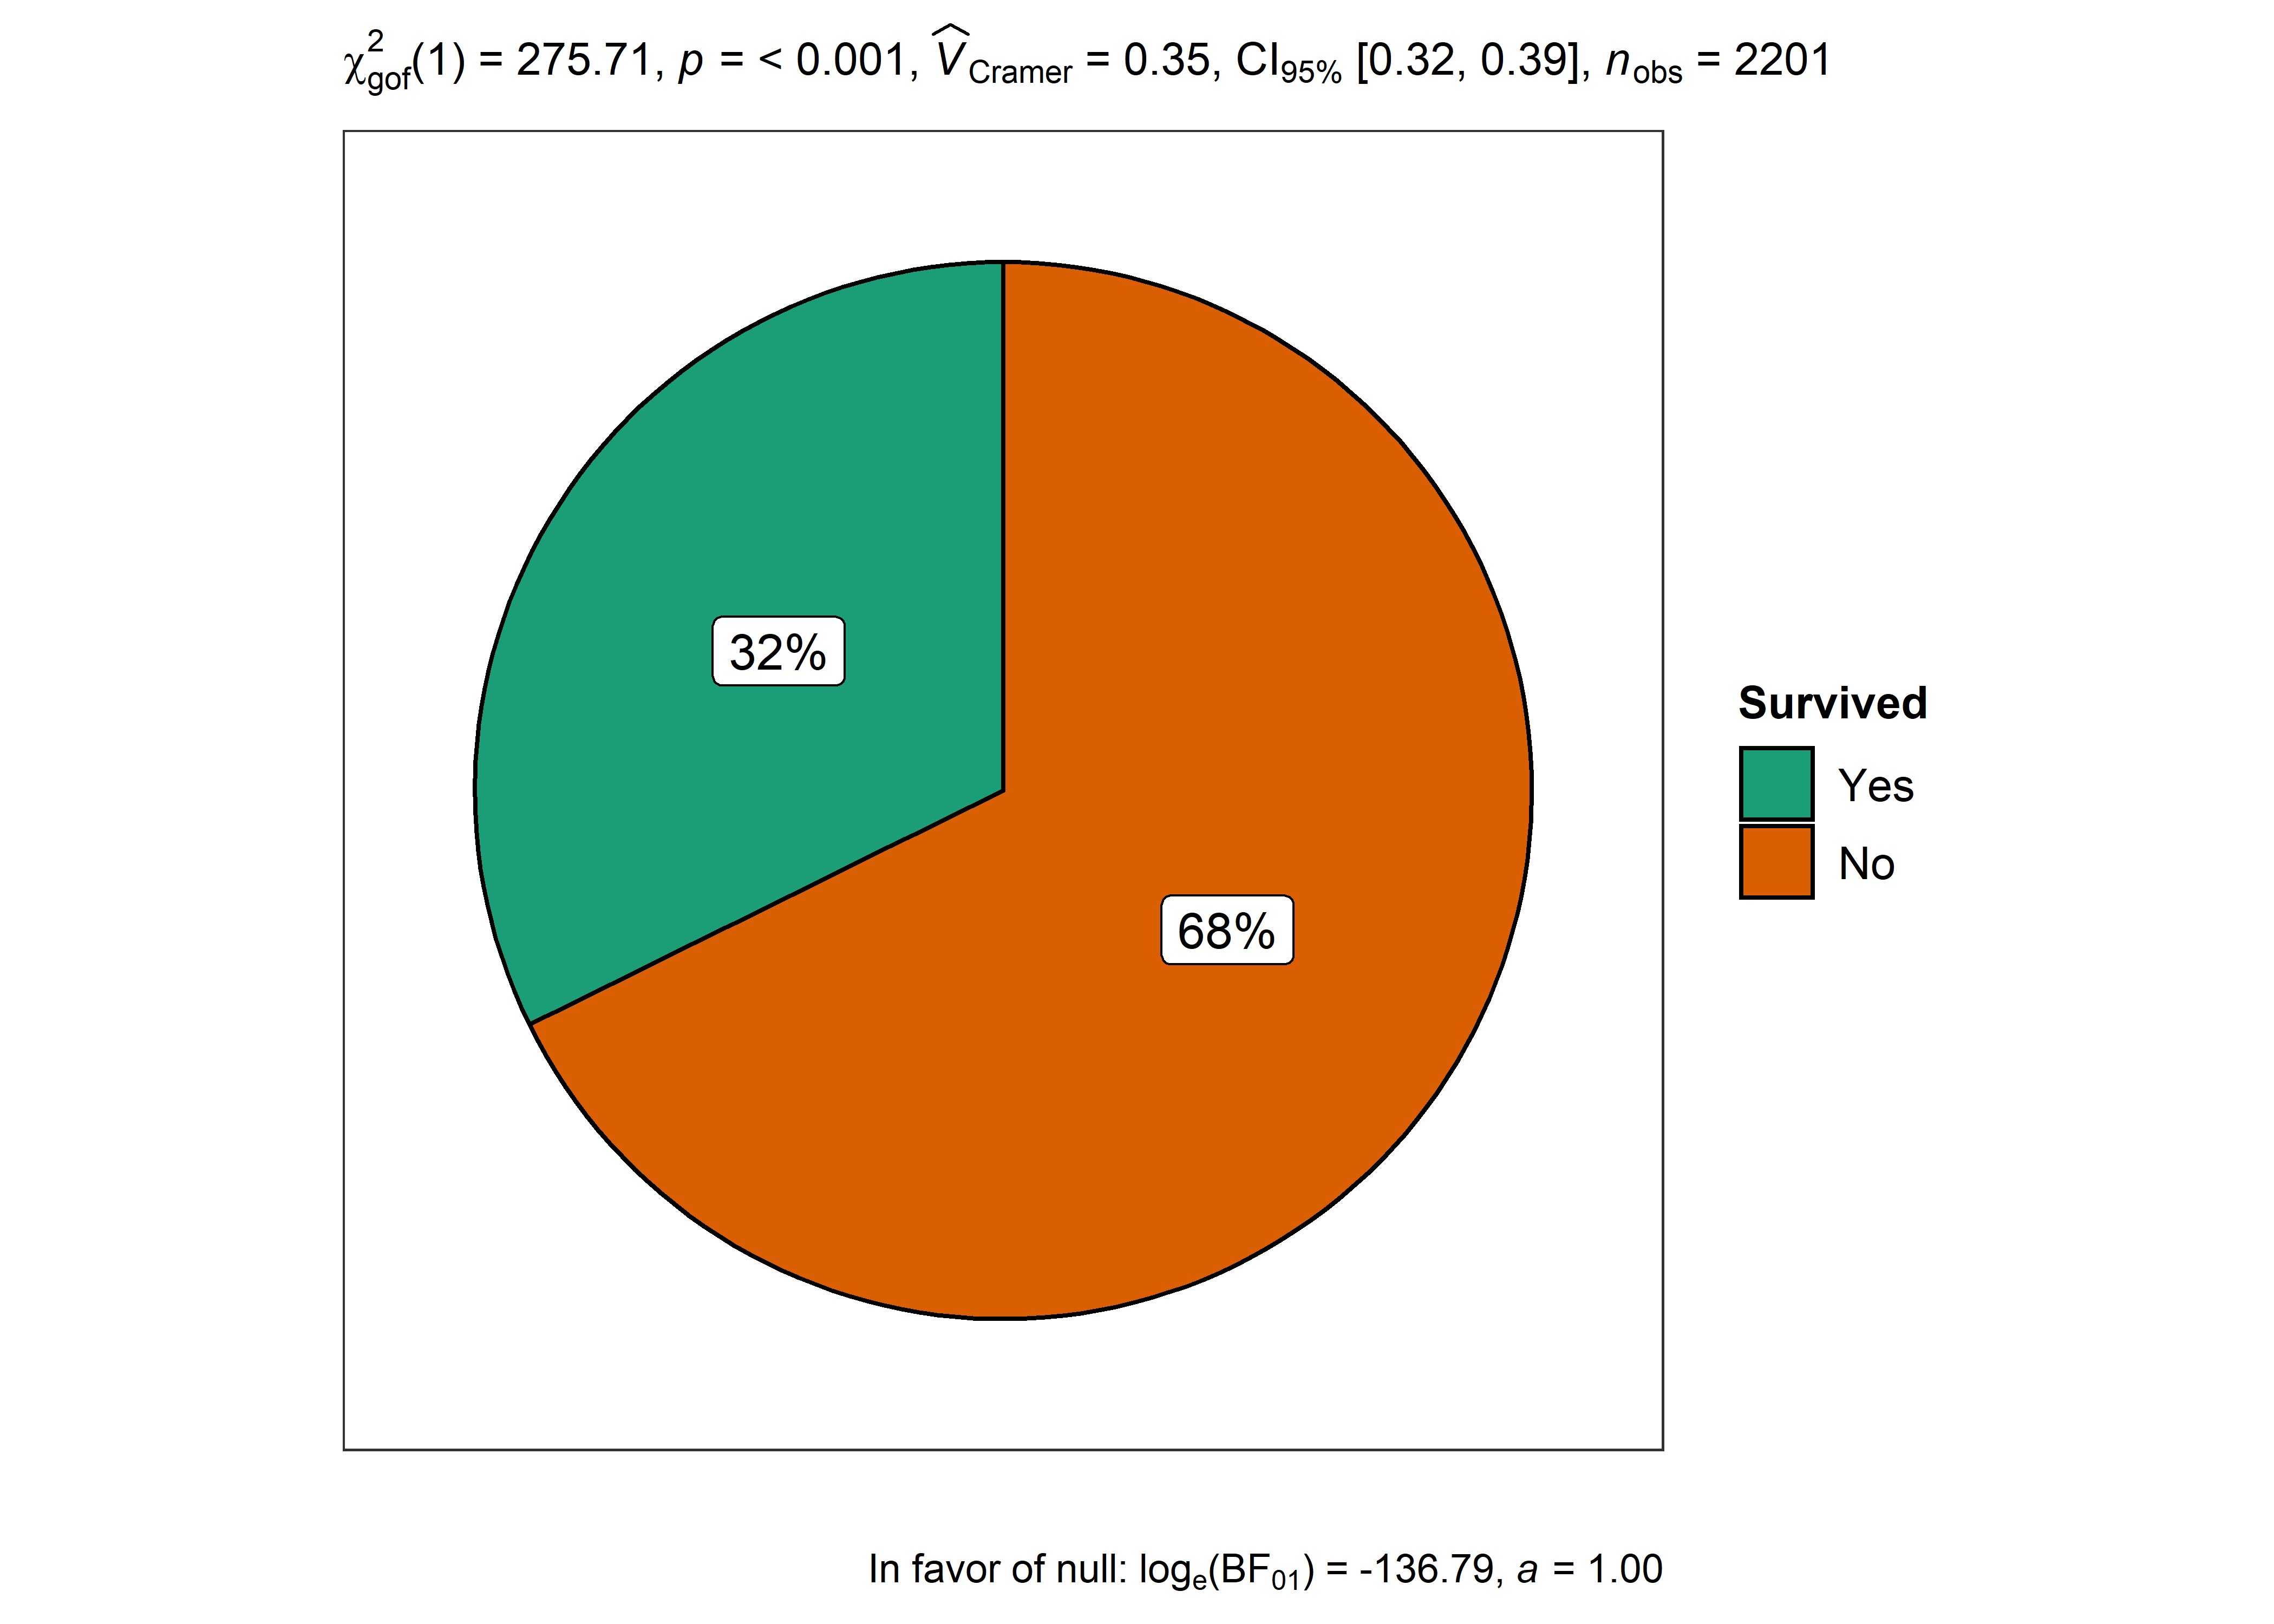 χ²gof(1) = 275.71, p = < 0.001, V̂Cramer = 0.35, CI95% [0.32, 0.39], nobs = 2201
32%
68%
Survived
Yes
No
In favor of null: loge(BF01) = -136.79, a = 1.00